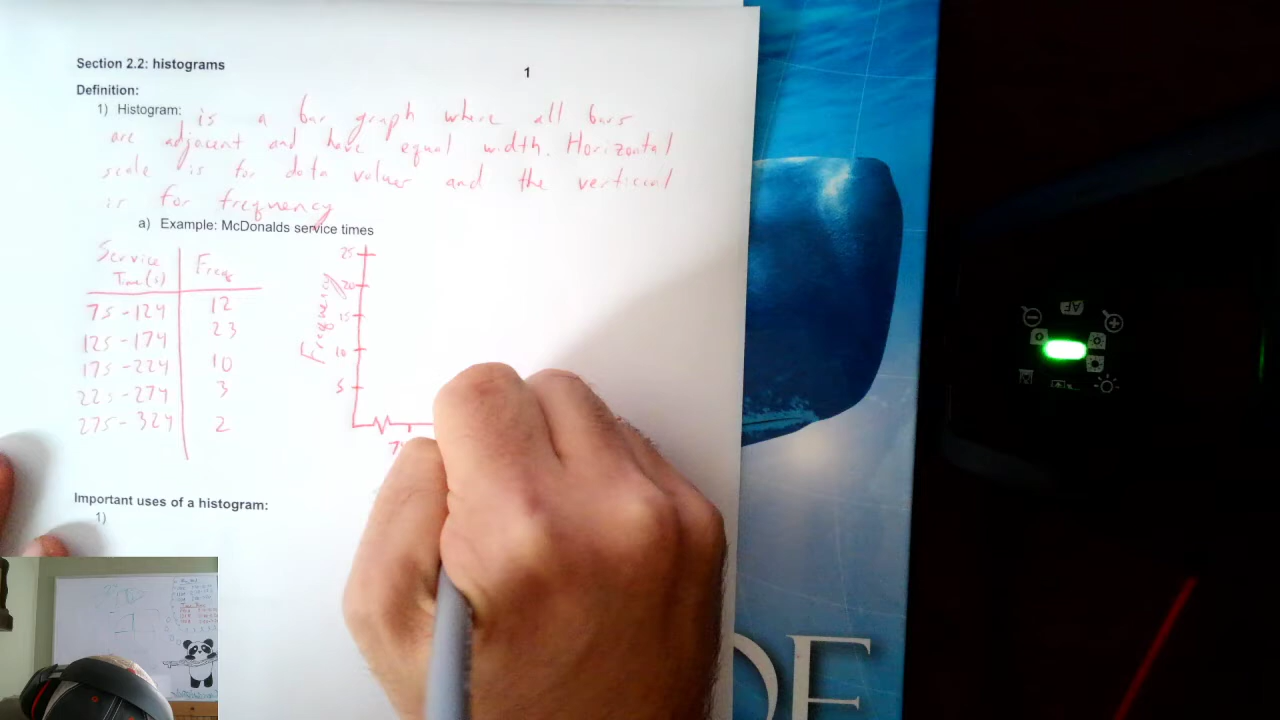 Section 2.2: histograms
1
Definition:
1) Histogram: is a bar graph where all bars
are adjacent and have equal width. Horizontal
scale is for data values and the verticcal
is for frequency
a) Example: McDonalds service times
Service Time(s) Freq
75-124 12
125-174 23
175-224 10
225-274 3
275-324 2
Frequency
25
20
15
10
5
Important uses of a histogram:
1)
AF